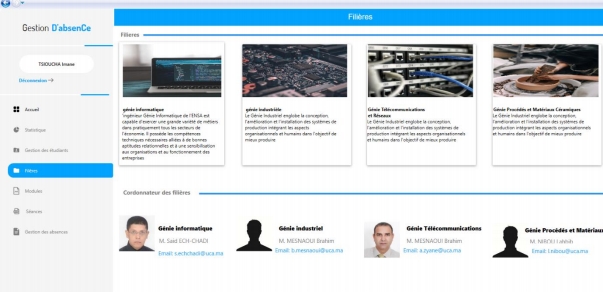 Filières
Gestion D'absenCe
TSIOUCHA Imane
Déconnexion
Accueil
Statistique
Gestion des étudiants
Filères
Modules
Séances
Gestion des absences
Filieres
génie informatique
'ingénieur Génie Informatique de l'ENSA est
capable d'exercer une grande variété de métiers
dans pratiquement tous les secteurs de
l'économie. Il possède les compétences
techniques nécessaires alliées à de bonnes
aptitudes relationnelles et à une sensibilisation
aux organisations et au fonctionnement des
entreprises
génie industriéle
Le Génie Industriel englobe la conception,
l'amélioration et l'installation des systèmes de
production intégrant les aspects organisationnels
et humains dans l'objectif de
mieux produire
Génie Télécommunications
et Réseaux
Le Génie Industriel englobe la conception,
l'amélioration et l'installation des systèmes de
production intégrant les aspects organisationnels
et humains dans l'objectif de mieux produire
Génie Procédés et Matériaux Céramiques
Le Génie Industriel englobe la conception,
l'amélioration et l'installation des systèmes de
production intégrant les aspects organisationnels
et humains dans l'objectif de mieux produire
Cordonnateur des filières
Génie informatique
M. Said ECH-CHADI
Email: s.echchadi@uca.ma
Génie industriel
M. MESNAOUI Brahim
Email: b.mesnaoui@uca.ma
Génie Télécommunications
M. MESNAOUI Brahim
Email: a.zyane@uca.ma
Génie Procédés et Matériaux
M. NIBOU Lahbib
Email: l.nibou@uca.ma